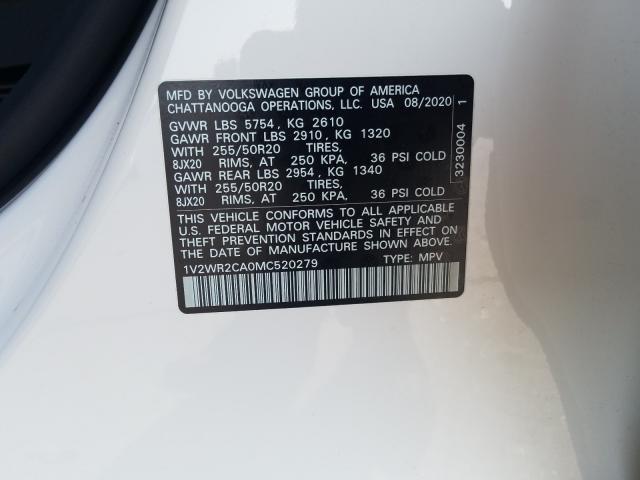 MFD BY VOLKSWAGEN GROUP OF AMERICA
CHATTANOOGA OPERATIONS, LLC. USA 08/2020
GVWR LBS 5754 , KG 2610
GAWR FRONT LBS 2910, KG 1320
WITH 255/50R20 TIRES,
8JX20 RIMS, AT 250 KPA, 36 PSI COLD
GAWR REAR LBS 2954 , KG 1340
WITH 255/50R20 TIRES,
8JX20 RIMS, AT 250 KPA, 36 PSI COLD
THIS VEHICLE CONFORMS TO ALL APPLICABLE
U.S. FEDERAL MOTOR VEHICLE SAFETY AND
THEFT PREVENTION STANDARDS IN EFFECT ON
THE DATE OF MANUFACTURE SHOWN ABOVE.
1V2WR2CA0MC520279 TYPE: MPV
3230004 1